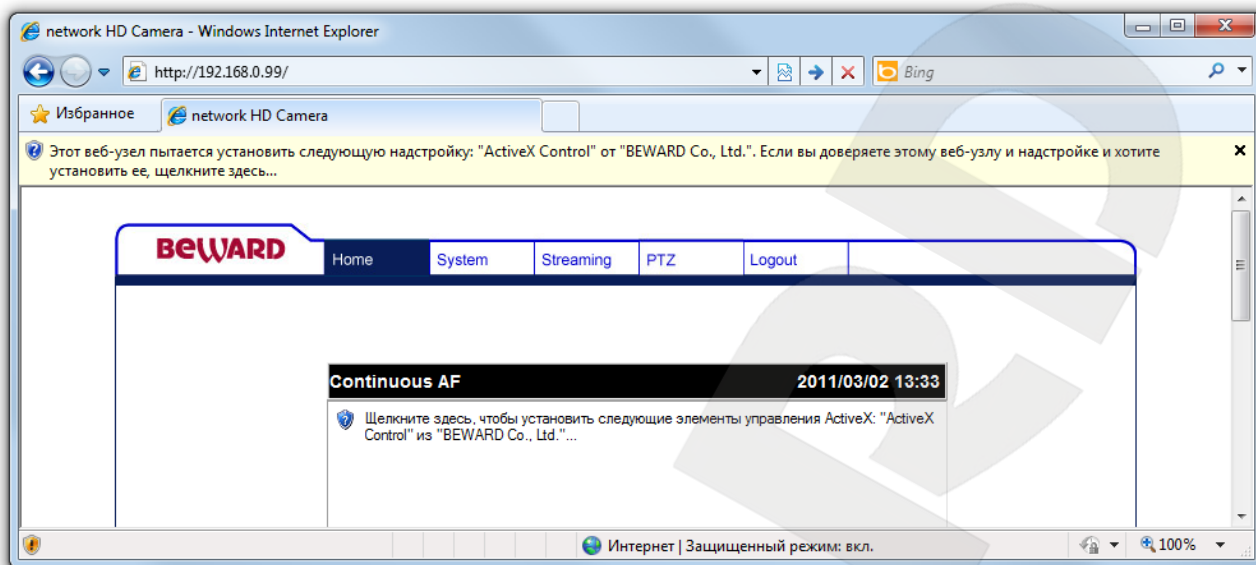 network HD Camera - Windows Internet Explorer
http://192.168.0.99/
Bing
Избранное
network HD Camera
Этот веб-узел пытается установить следующую надстройку: "ActiveX Control" от "BEWARD Co., Ltd.". Если вы доверяете этому веб-узлу и надстройке и хотите
установить ее, щелкните здесь...
BEWARD
Home
System
Streaming
PTZ
Logout
Continuous AF
2011/03/02 13:33
Щелкните здесь, чтобы установить следующие элементы управления ActiveX: "ActiveX
Control" из "BEWARD Co., Ltd."...
Интернет | Защищенный режим: вкл.
100%